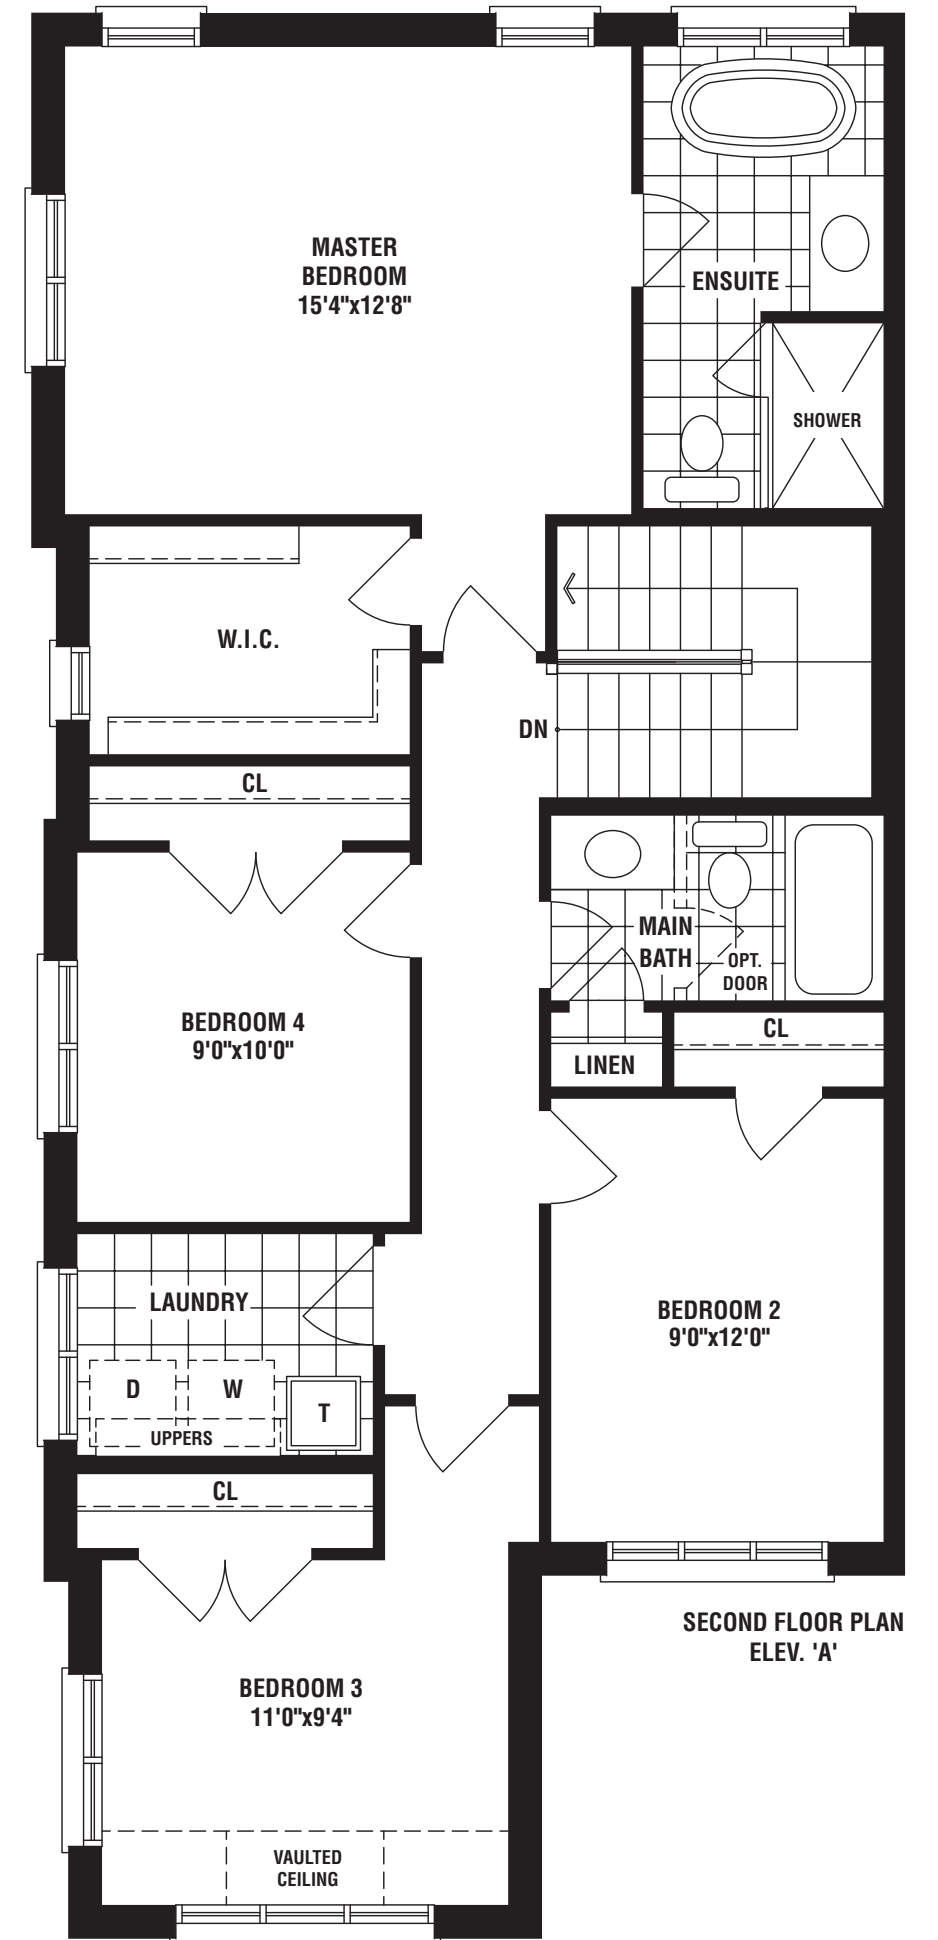 MASTER
BEDROOM
15'4"x12'8"
ENSUITE
SHOWER
W.I.C.
DN
CL
MAIN
BATH
OPT.
DOOR
BEDROOM 4
9'0"x10'0"
CL
LINEN
LAUNDRY
BEDROOM 2
9'0"x12'0"
D
W
T
UPPERS
CL
SECOND FLOOR PLAN
ELEV. 'A'
BEDROOM 3
11'0"x9'4"
VAULTED
CEILING